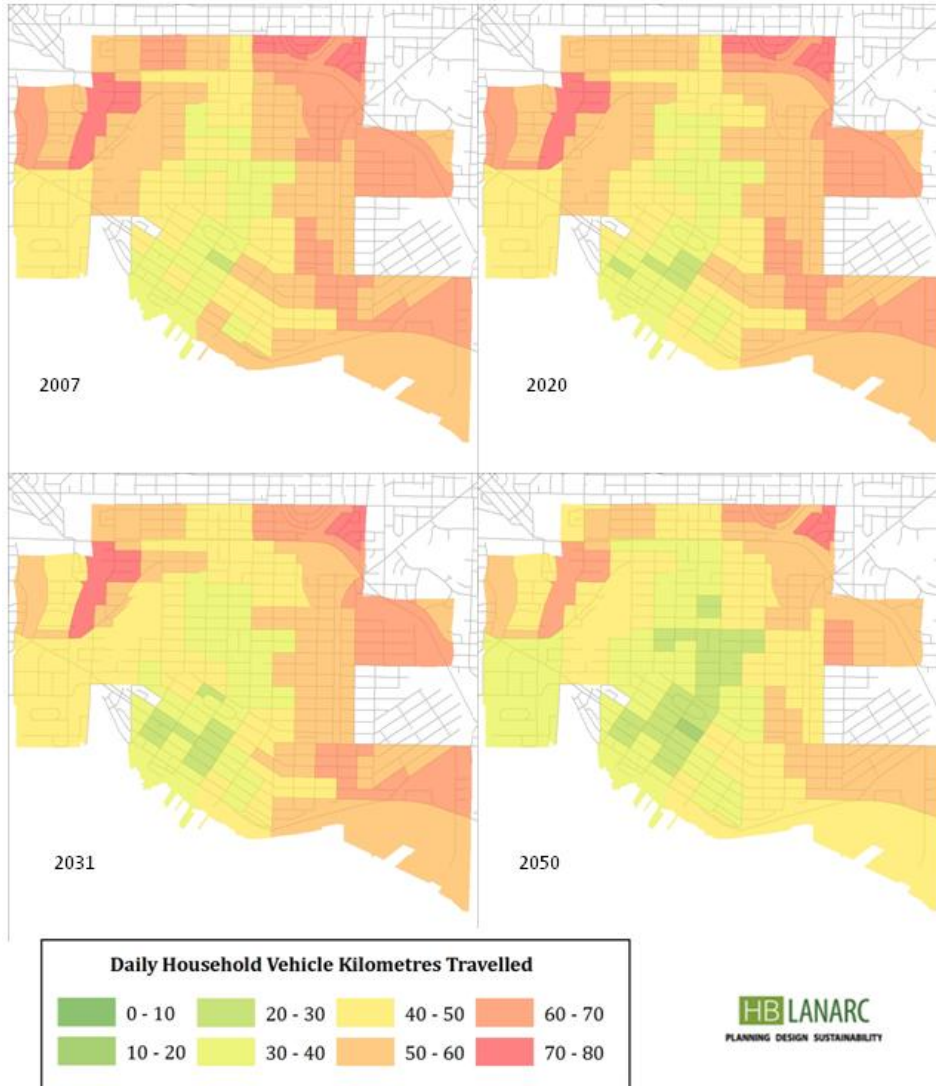 2007
2020
2031
2050
Daily Household Vehicle Kilometres Travelled
0 - 10
20 - 30
40 - 50
60 - 70
10 - 20
30 - 40
50 - 60
70 - 80
HB LANARC
PLANNING DESIGN SUSTAINABILITY